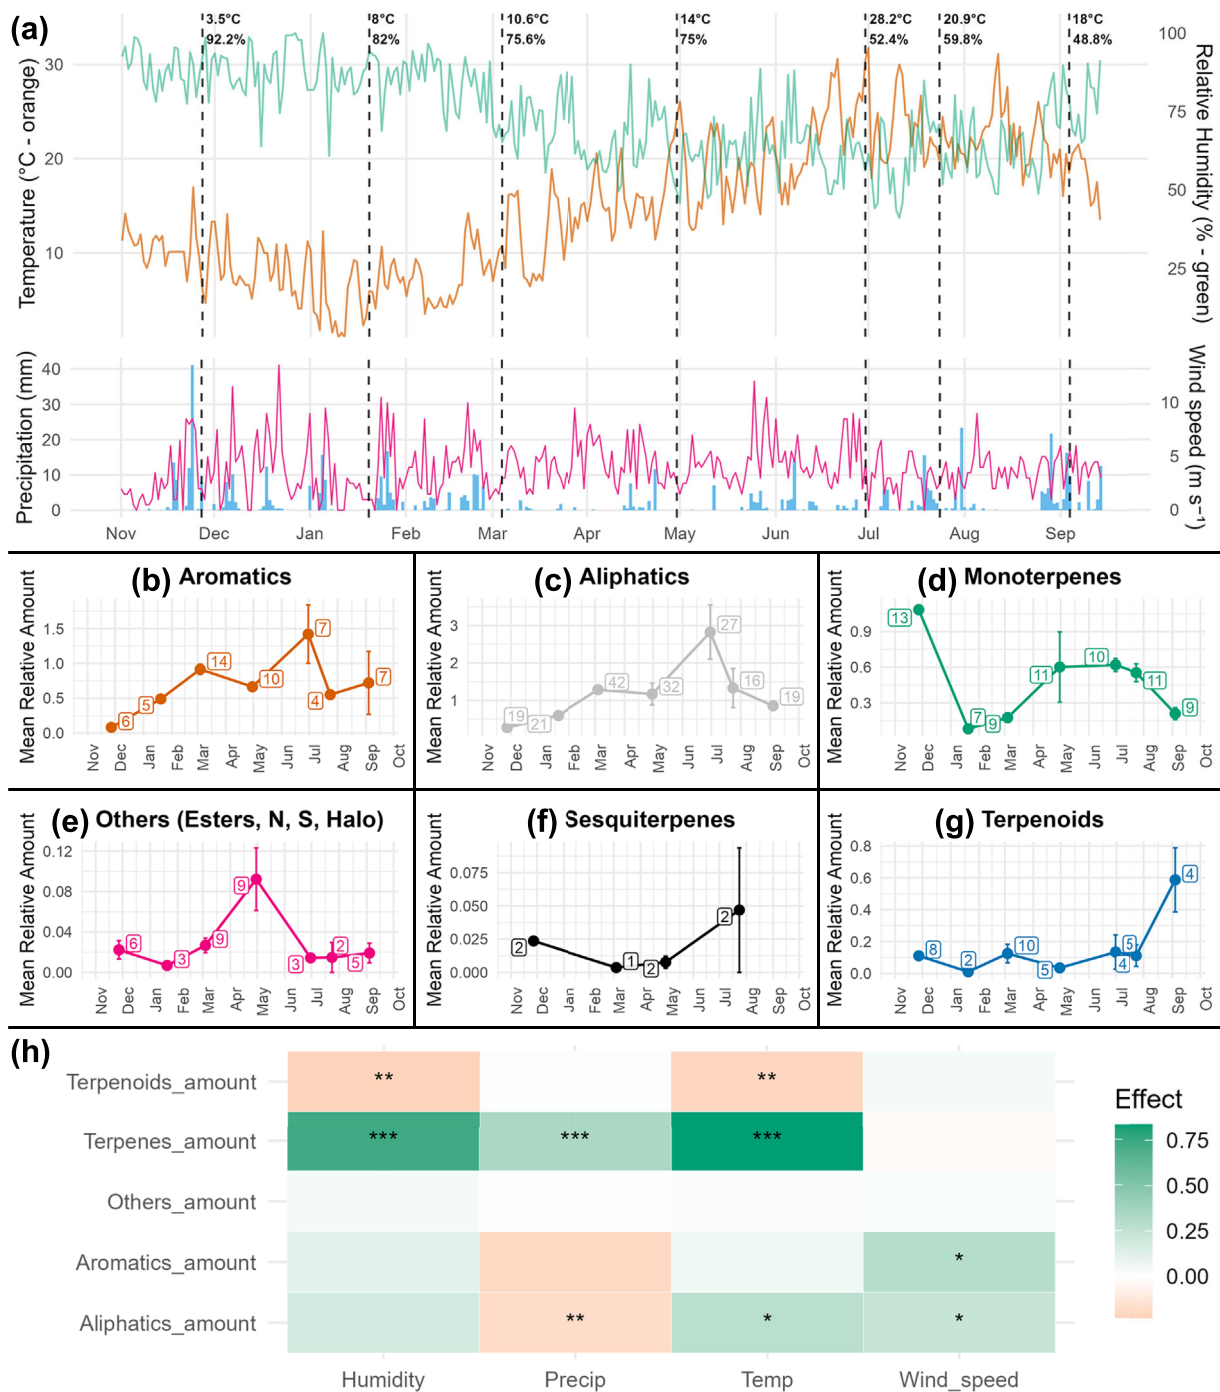 (a)
3.5°C 8°C 10.6°C 14°C 28.2°C 20.9°C 18°C
92.2% 82% 75.6% 75% 52.4% 59.8% 48.8%
Temperature (°C - orange)
30
20
10
Relative Humidity (% - green)
100
75
50
25
Precipitation (mm)
40
30
20
10
0
Wind speed (m s⁻¹)
10
5
0
Nov Dec Jan Feb Mar Apr May Jun Jul Aug Sep
(b) Aromatics
Mean Relative Amount
1.5
1.0
0.5
0.0
6 5 14 10 7 4 7
Nov Dec Jan Feb Mar Apr May Jun Jul Aug Sep Oct
(c) Aliphatics
Mean Relative Amount
3
2
1
19 21 42 32 27 16 19
Nov Dec Jan Feb Mar Apr May Jun Jul Aug Sep Oct
(d) Monoterpenes
Mean Relative Amount
0.9
0.6
0.3
13 7 9 11 10 11 9
Nov Dec Jan Feb Mar Apr May Jun Jul Aug Sep Oct
(e) Others (Esters, N, S, Halo)
Mean Relative Amount
0.12
0.08
0.04
0.00
6 3 9 9 3 2 5
Nov Dec Jan Feb Mar Apr May Jun Jul Aug Sep Oct
(f) Sesquiterpenes
Mean Relative Amount
0.075
0.050
0.025
0.000
2 1 2 2
Nov Dec Jan Feb Mar Apr May Jun Jul Aug Sep Oct
(g) Terpenoids
Mean Relative Amount
0.8
0.6
0.4
0.2
0.0
8 2 10 5 4 5 4
Nov Dec Jan Feb Mar Apr May Jun Jul Aug Sep Oct
(h)
Terpenoids_amount ** **
Terpenes_amount *** *** ***
Others_amount
Aromatics_amount *
Aliphatics_amount ** * *
Humidity Precip Temp Wind_speed
Effect
0.75
0.50
0.25
0.00